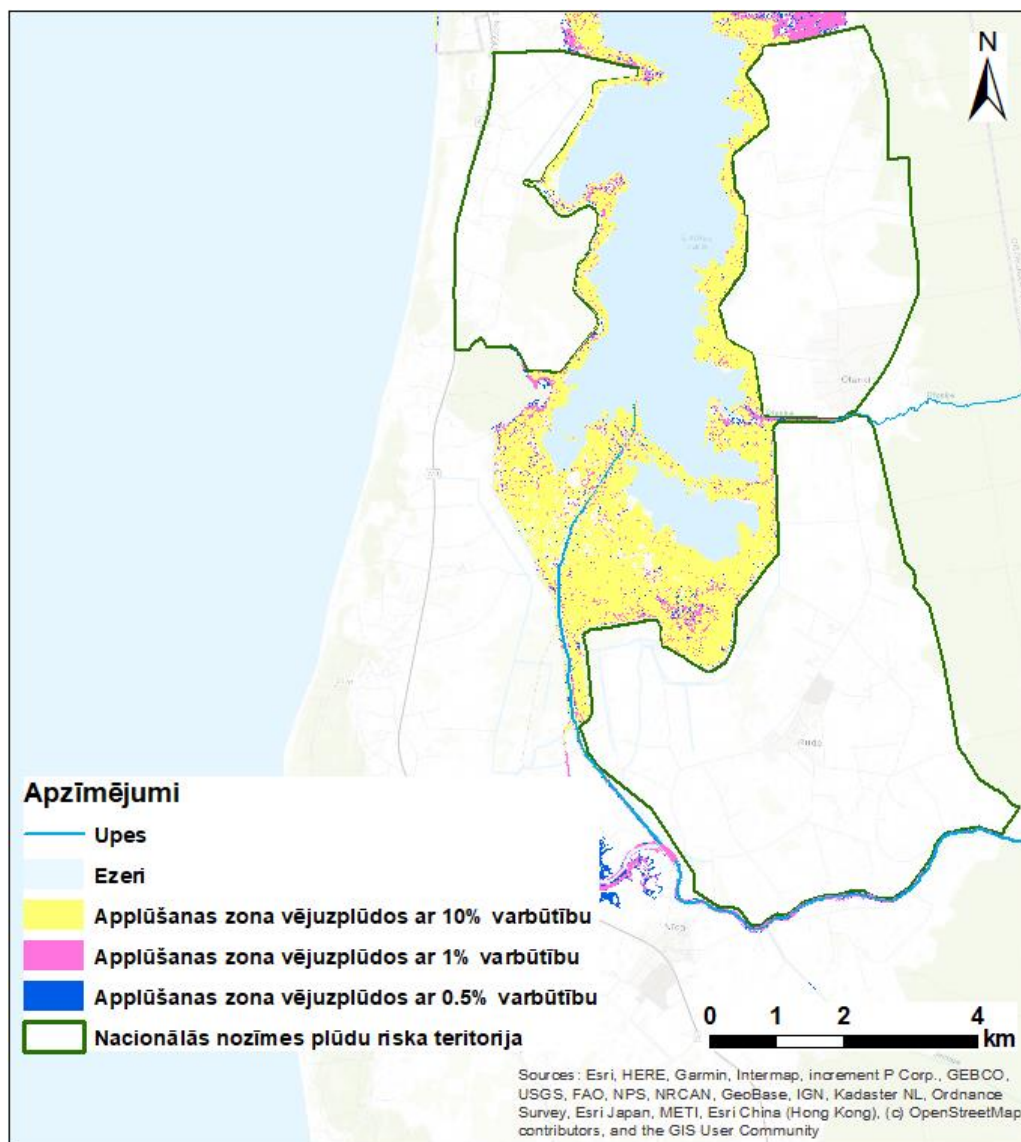 N
Apzīmējumi
Upes
Ezeri
Applūšanas zona vējuzplūdos ar 10% varbūtību
Applūšanas zona vējuzplūdos ar 1% varbūtību
Applūšanas zona vējuzplūdos ar 0.5% varbūtību
Nacionālās nozīmes plūdu riska teritorija
0 1 2 4
km
Sources: Esri, HERE, Garmin, Intermap, increment P Corp., GEBCO,
USGS, FAO, NPS, NRCAN, GeoBase, IGN, Kadaster NL, Ordnance
Survey, Esri Japan, METI, Esri China (Hong Kong), (c) OpenStreetMap
contributors, and the GIS User Community